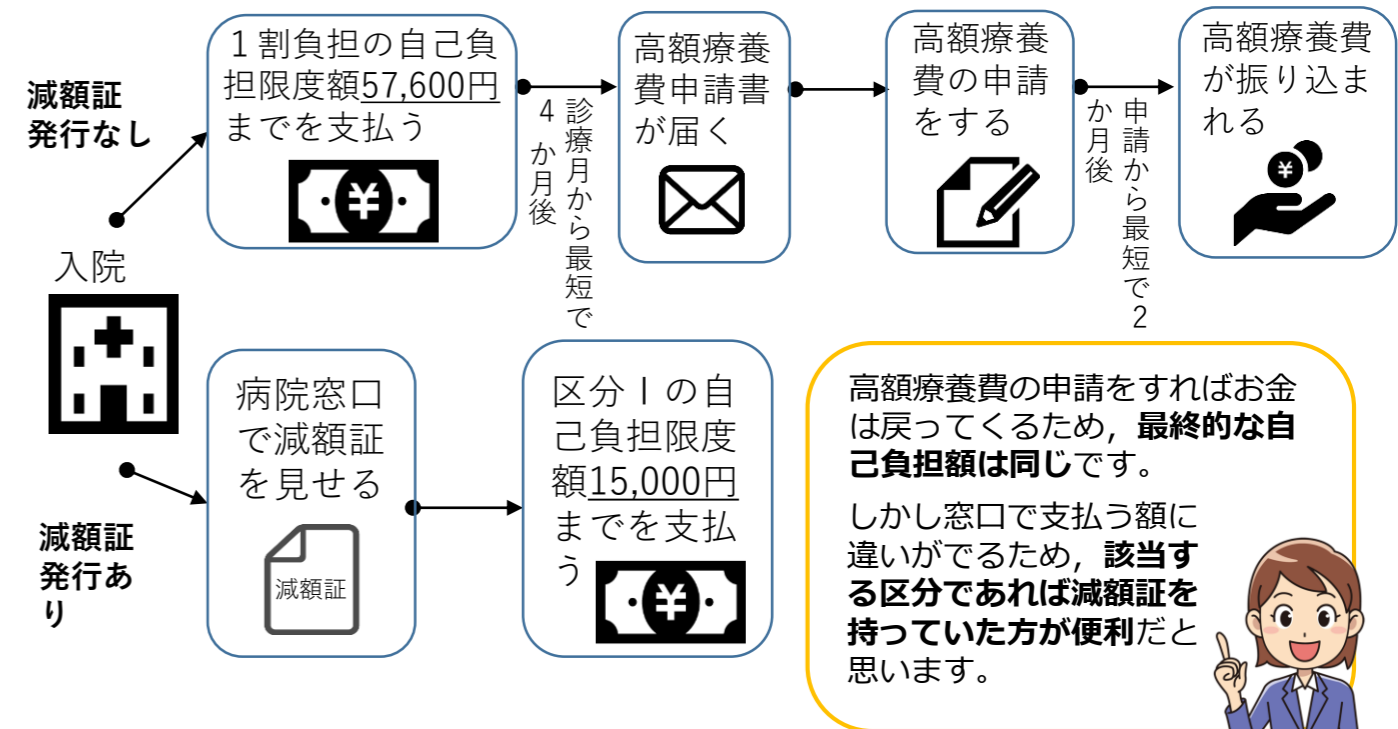 減額証
発行なし
１割負担の自己負
担限度額57,600円
までを支払う
診療月から最短で
４か月後
高額療養
費申請書
が届く
高額療養
費の申請
をする
申請から最短で２
か月後
高額療養費
が振り込ま
れる
入院
減額証
発行あ
り
病院窓口
で減額証
を見せる
減額証
区分Ⅰの自
己負担限度
額15,000円
までを支払
う
高額療養費の申請をすればお金
は戻ってくるため，最終的な自
己負担額は同じです。
しかし窓口で支払う額に
違いがでるため，該当す
る区分であれば減額証を
持っていた方が便利だと
思います。